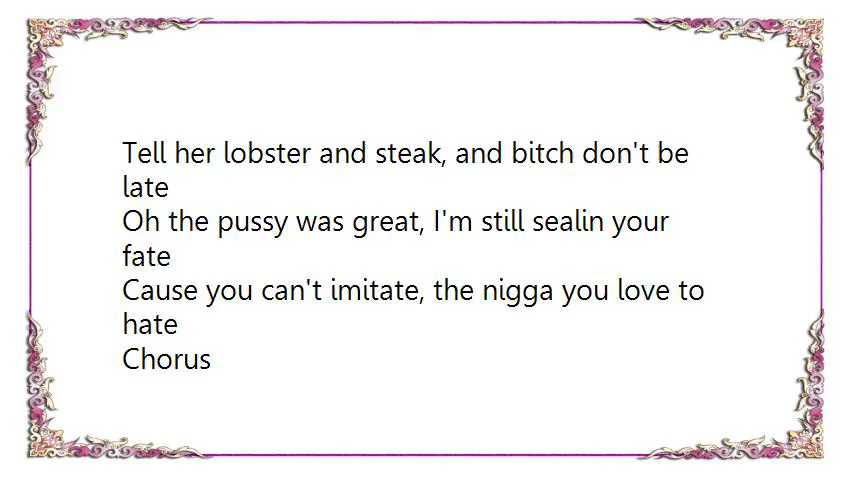 Tell her lobster and steak, and bitch don't be
late
Oh the pussy was great, I'm still sealin your
fate
Cause you can't imitate, the nigga you love to
hate
Chorus